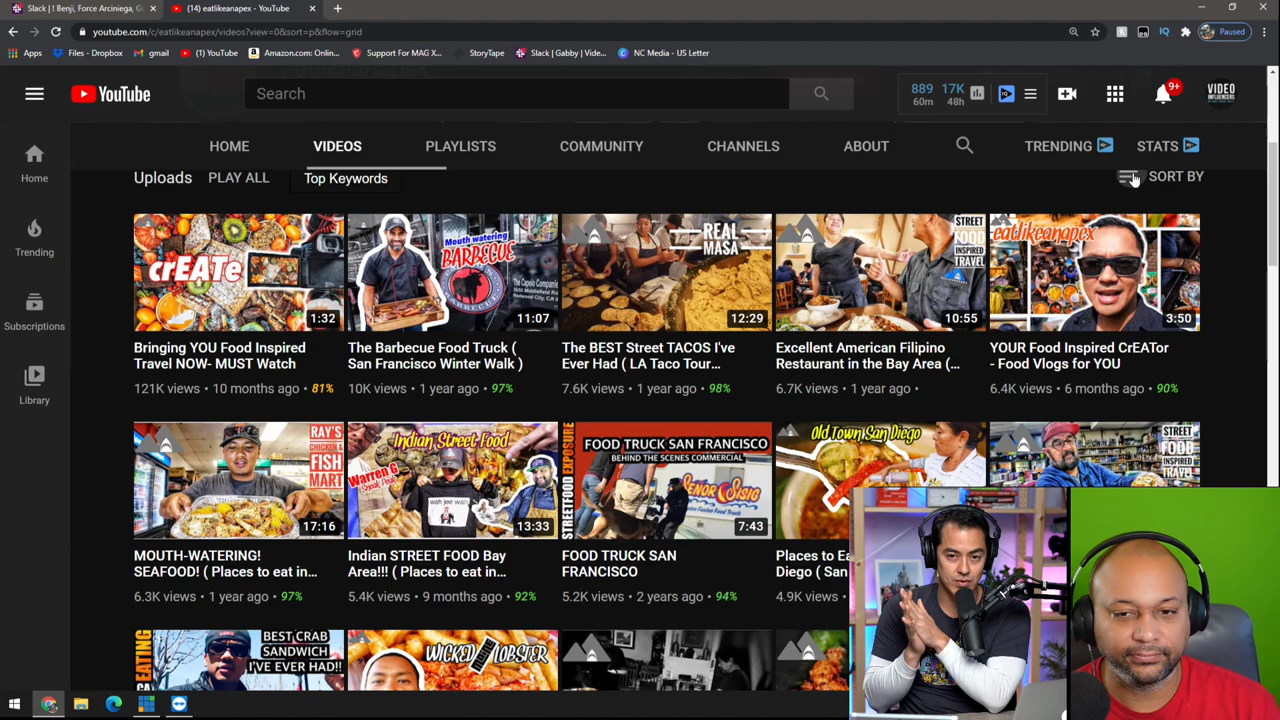 Slack | ! Benji, Force Arciniega, G
(14) eatlikeanapex - YouTube
youtube.com/c/eatlikeanapex/videos?view=0&sort=p&flow=grid
Paused
Apps
Files - Dropbox
gmail
(1) YouTube
Amazon.com: Onlin...
Support For MAG X...
StoryTape
Slack | Gabby | Vide...
NC Media - US Letter
YouTube
Search
889 17K
60m 48h
9+
VIDEO
INFLUENCERS
HOME
VIDEOS
PLAYLISTS
COMMUNITY
CHANNELS
ABOUT
TRENDING
STATS
Home
Trending
Subscriptions
Library
Uploads
PLAY ALL
Top Keywords
SORT BY
crEATe
1:32
Bringing YOU Food Inspired
Travel NOW- MUST Watch
121K views • 10 months ago • 81%
Mouth watering
BARBECUE
11:07
The Barbecue Food Truck (
San Francisco Winter Walk )
10K views • 1 year ago • 97%
REAL
MASA
12:29
The BEST Street TACOS I've
Ever Had ( LA Taco Tour...
7.6K views • 1 year ago • 98%
STREET
FOOD
INSPIRED
TRAVEL
10:55
Excellent American Filipino
Restaurant in the Bay Area (...
6.7K views • 1 year ago •
eatlikeanapex
3:50
YOUR Food Inspired CrEATor
- Food Vlogs for YOU
6.4K views • 6 months ago • 90%
RAY'S
CHICKEN &
FISH
MART
17:16
MOUTH-WATERING!
SEAFOOD! ( Places to eat in...
6.3K views • 1 year ago • 97%
Indian Street Food
Warren G
Sneak Peak
wah jee wah
13:33
Indian STREET FOOD Bay
Area!!! ( Places to eat in...
5.4K views • 9 months ago • 92%
STREETFOOD EXPOSURE
FOOD TRUCK SAN FRANCISCO
BEHIND THE SCENES COMMERCIAL
SEÑOR SISIG
7:43
FOOD TRUCK SAN
FRANCISCO
5.2K views • 2 years ago • 94%
Old Town San Diego
Places to Ea
Diego ( San
4.9K views •
STREET
FOOD
INSPIRED
TRAVEL
EATING
BEST CRAB
SANDWICH
I'VE EVER HAD!!
WICKED LOBSTER